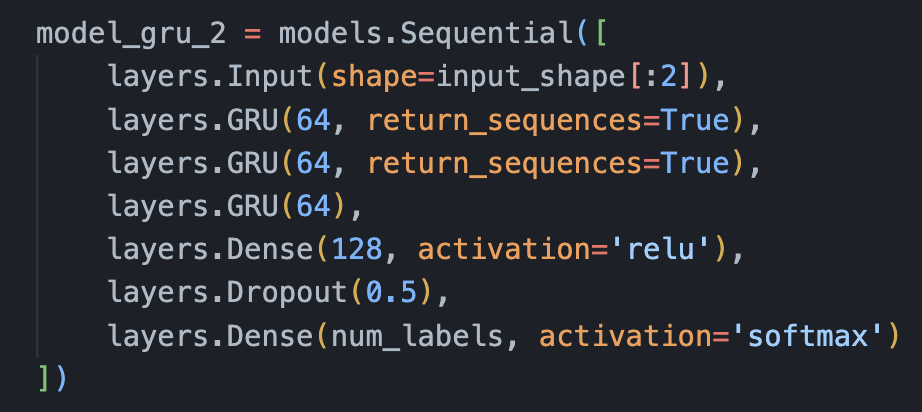 model_gru_2 = models.Sequential([
    layers.Input(shape=input_shape[:2]),
    layers.GRU(64, return_sequences=True),
    layers.GRU(64, return_sequences=True),
    layers.GRU(64),
    layers.Dense(128, activation='relu'),
    layers.Dropout(0.5),
    layers.Dense(num_labels, activation='softmax')
])